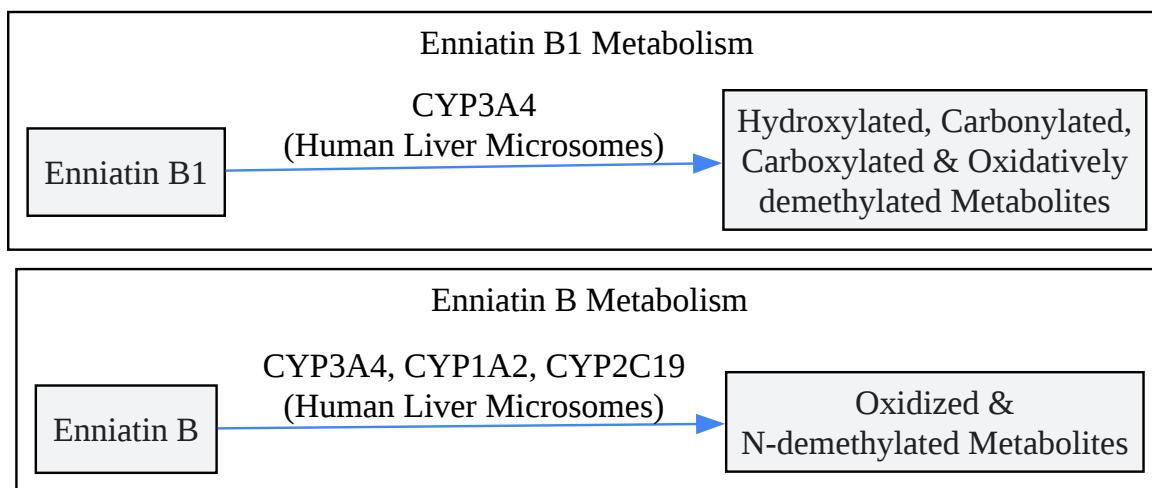 Enniatin B1 Metabolism
CYP3A4
(Human Liver Microsomes)
Enniatin B1
Hydroxylated, Carbonylated,
Carboxylated & Oxidatively
demethylated Metabolites
Enniatin B Metabolism
CYP3A4, CYP1A2, CYP2C19
(Human Liver Microsomes)
Enniatin B
Oxidized &
N-demethylated Metabolites